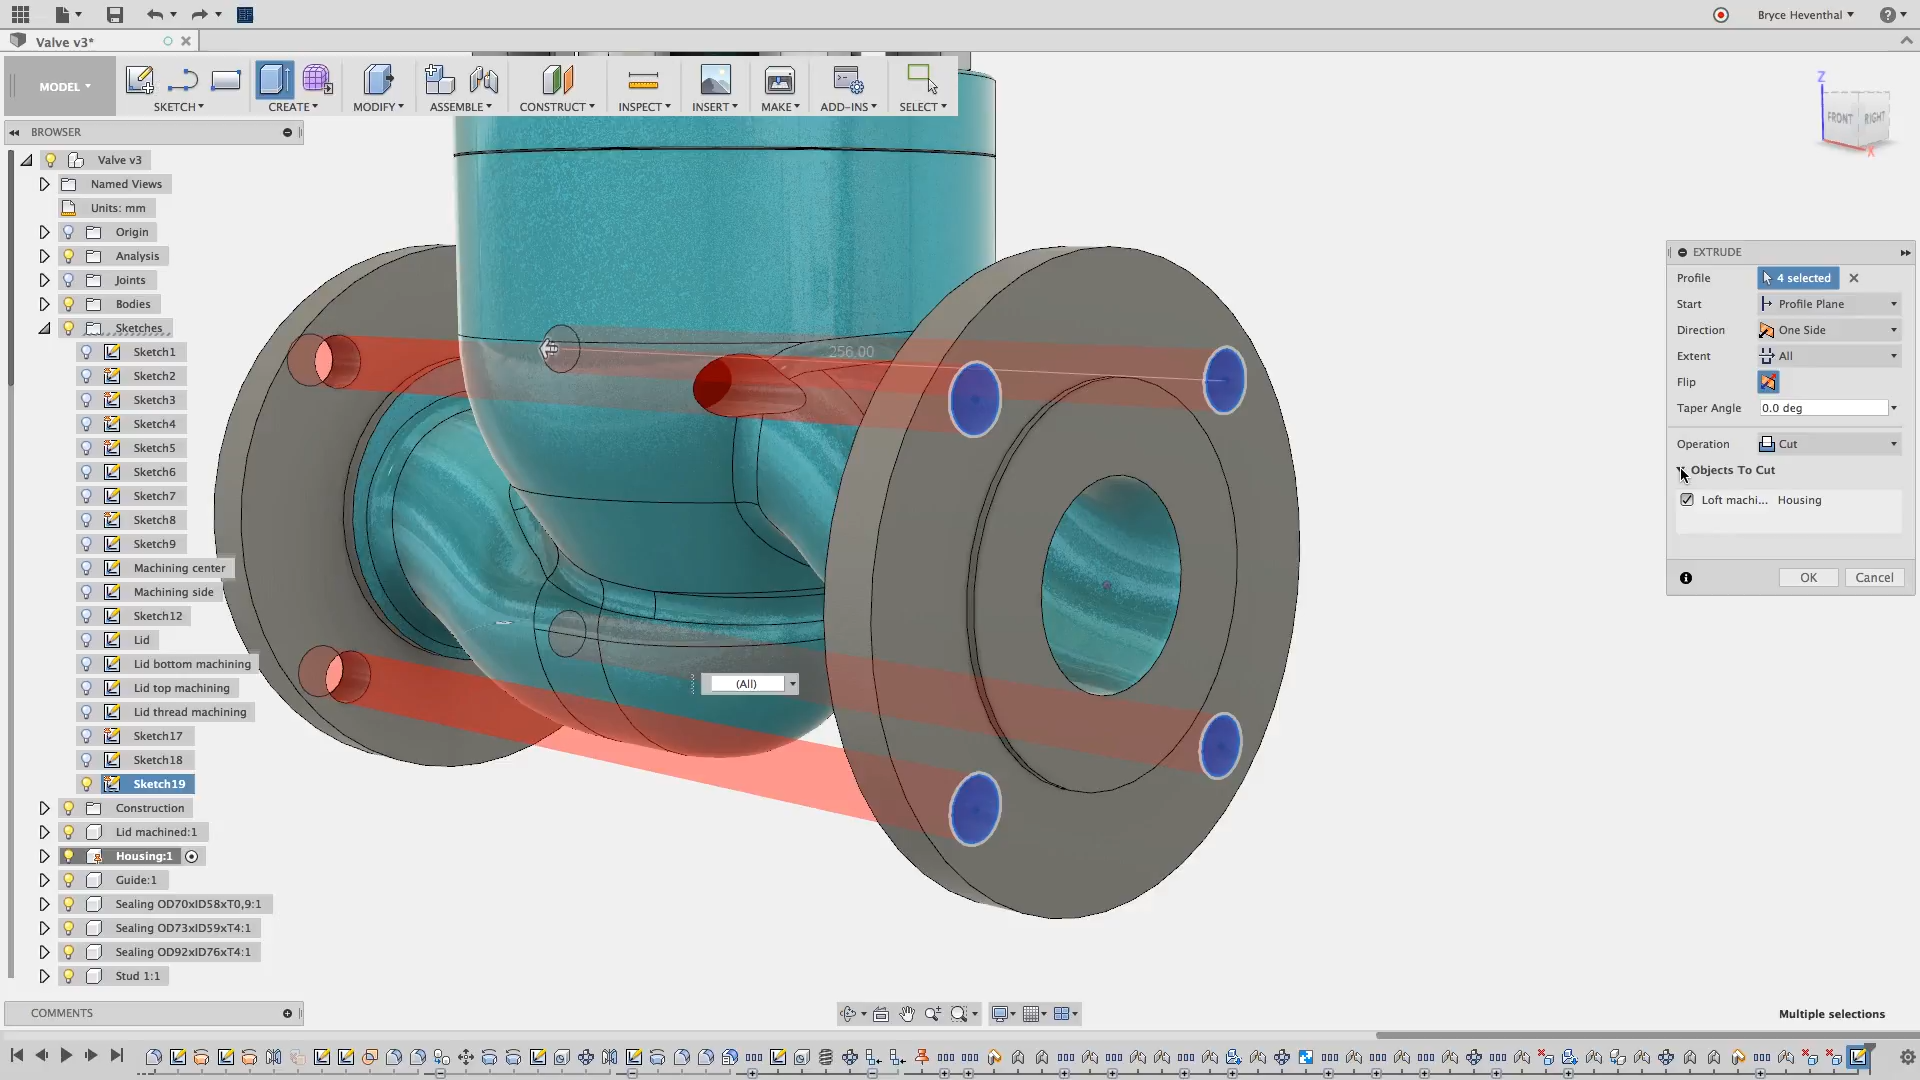 Bryce Heventhal
Valve v3*
MODEL
SKETCH
CREATE
MODIFY
ASSEMBLE
CONSTRUCT
INSPECT
INSERT
MAKE
ADD-INS
SELECT
Z
FRONT
RIGHT
X
BROWSER
Valve v3
Named Views
Units: mm
Origin
Analysis
Joints
Bodies
Sketches
Sketch1
Sketch2
Sketch3
Sketch4
Sketch5
Sketch6
Sketch7
Sketch8
Sketch9
Machining center
Machining side
Sketch12
Lid
Lid bottom machining
Lid top machining
Lid thread machining
Sketch17
Sketch18
Sketch19
Construction
Lid machined:1
Housing:1
Guide:1
Sealing OD70xID58xT0,9:1
Sealing OD73xID59xT4:1
Sealing OD92xID76xT4:1
Stud 1:1
256.00
(All)
EXTRUDE
Profile 4 selected
Start Profile Plane
Direction One Side
Extent All
Flip
Taper Angle 0.0 deg
Operation Cut
Objects To Cut
Loft machi... Housing
OK Cancel
COMMENTS
Multiple selections